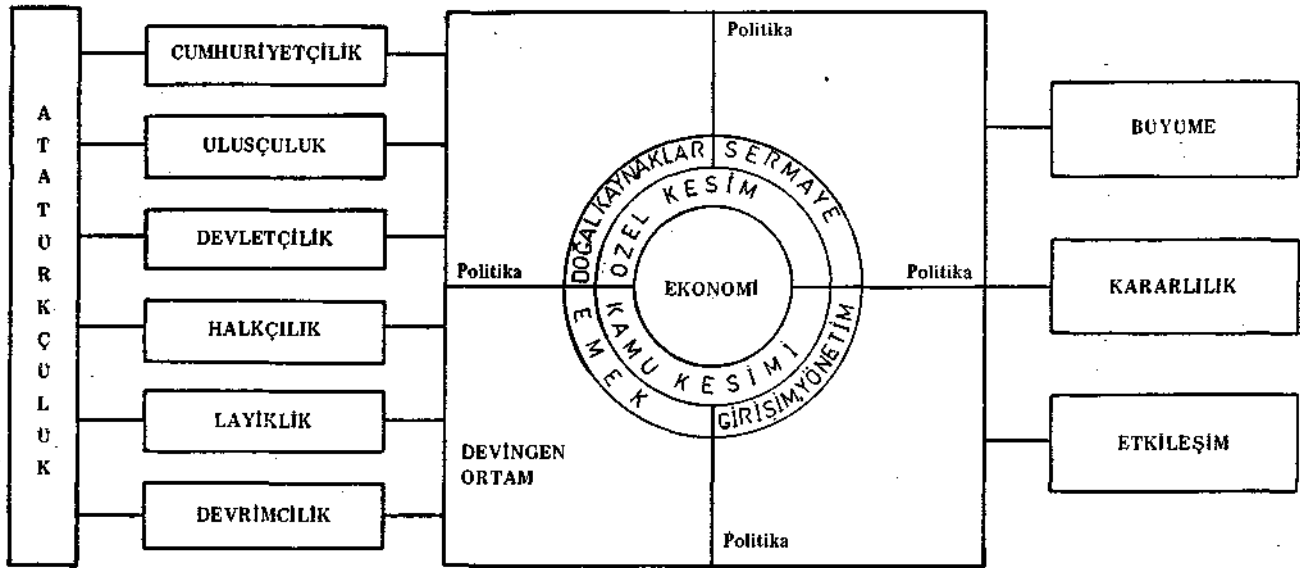 ATATÜRKÇÜLÜK
CUMHURİYETÇİLİK
ULUSÇULUK
DEVLETÇİLİK
HALKÇILIK
LAYİKLİK
DEVRİMCİLİK
Politika
Politika
Politika
Politika
DOĞAL KAYNAKLAR
SERMAYE
EMEK
GİRİŞİM, YÖNETİM
ÖZEL KESİM
KAMU KESİMİ
EKONOMİ
DEVİNGEN
ORTAM
BÜYÜME
KARARLILIK
ETKİLEŞİM